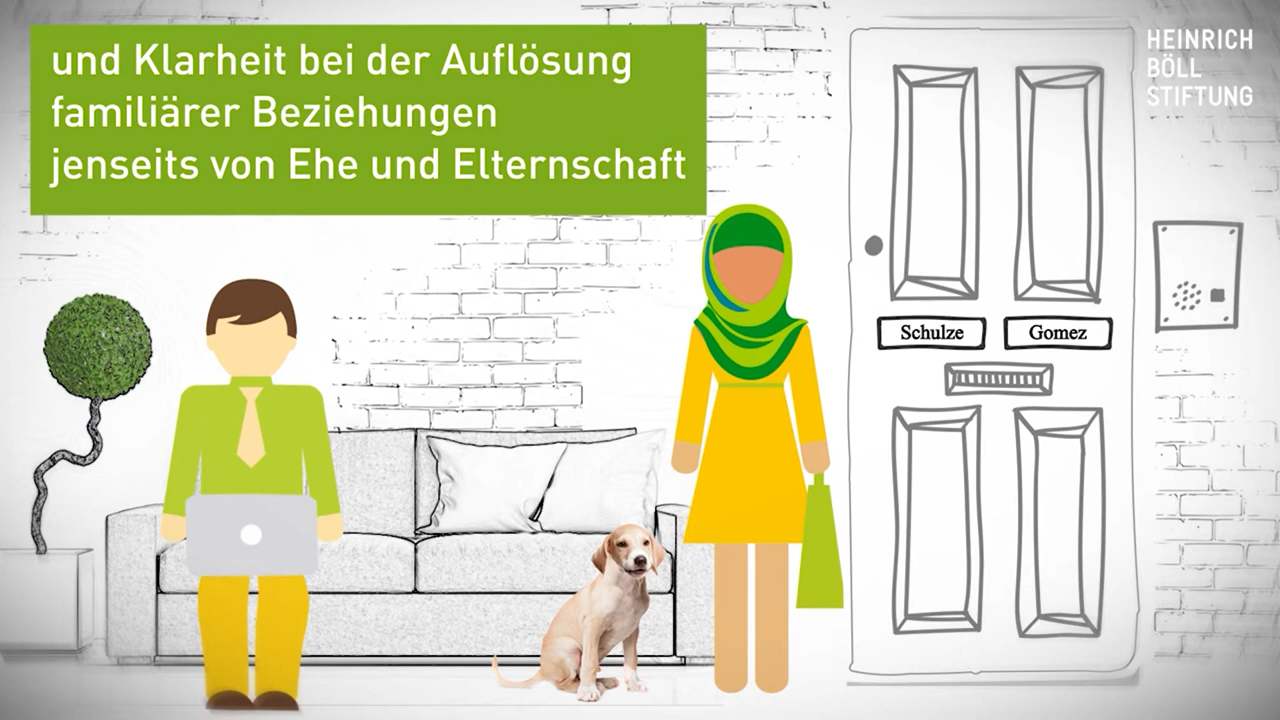 und Klarheit bei der Auflösung
familiärer Beziehungen
jenseits von Ehe und Elternschaft
HEINRICH
BÖLL
STIFTUNG
Schulze
Gomez